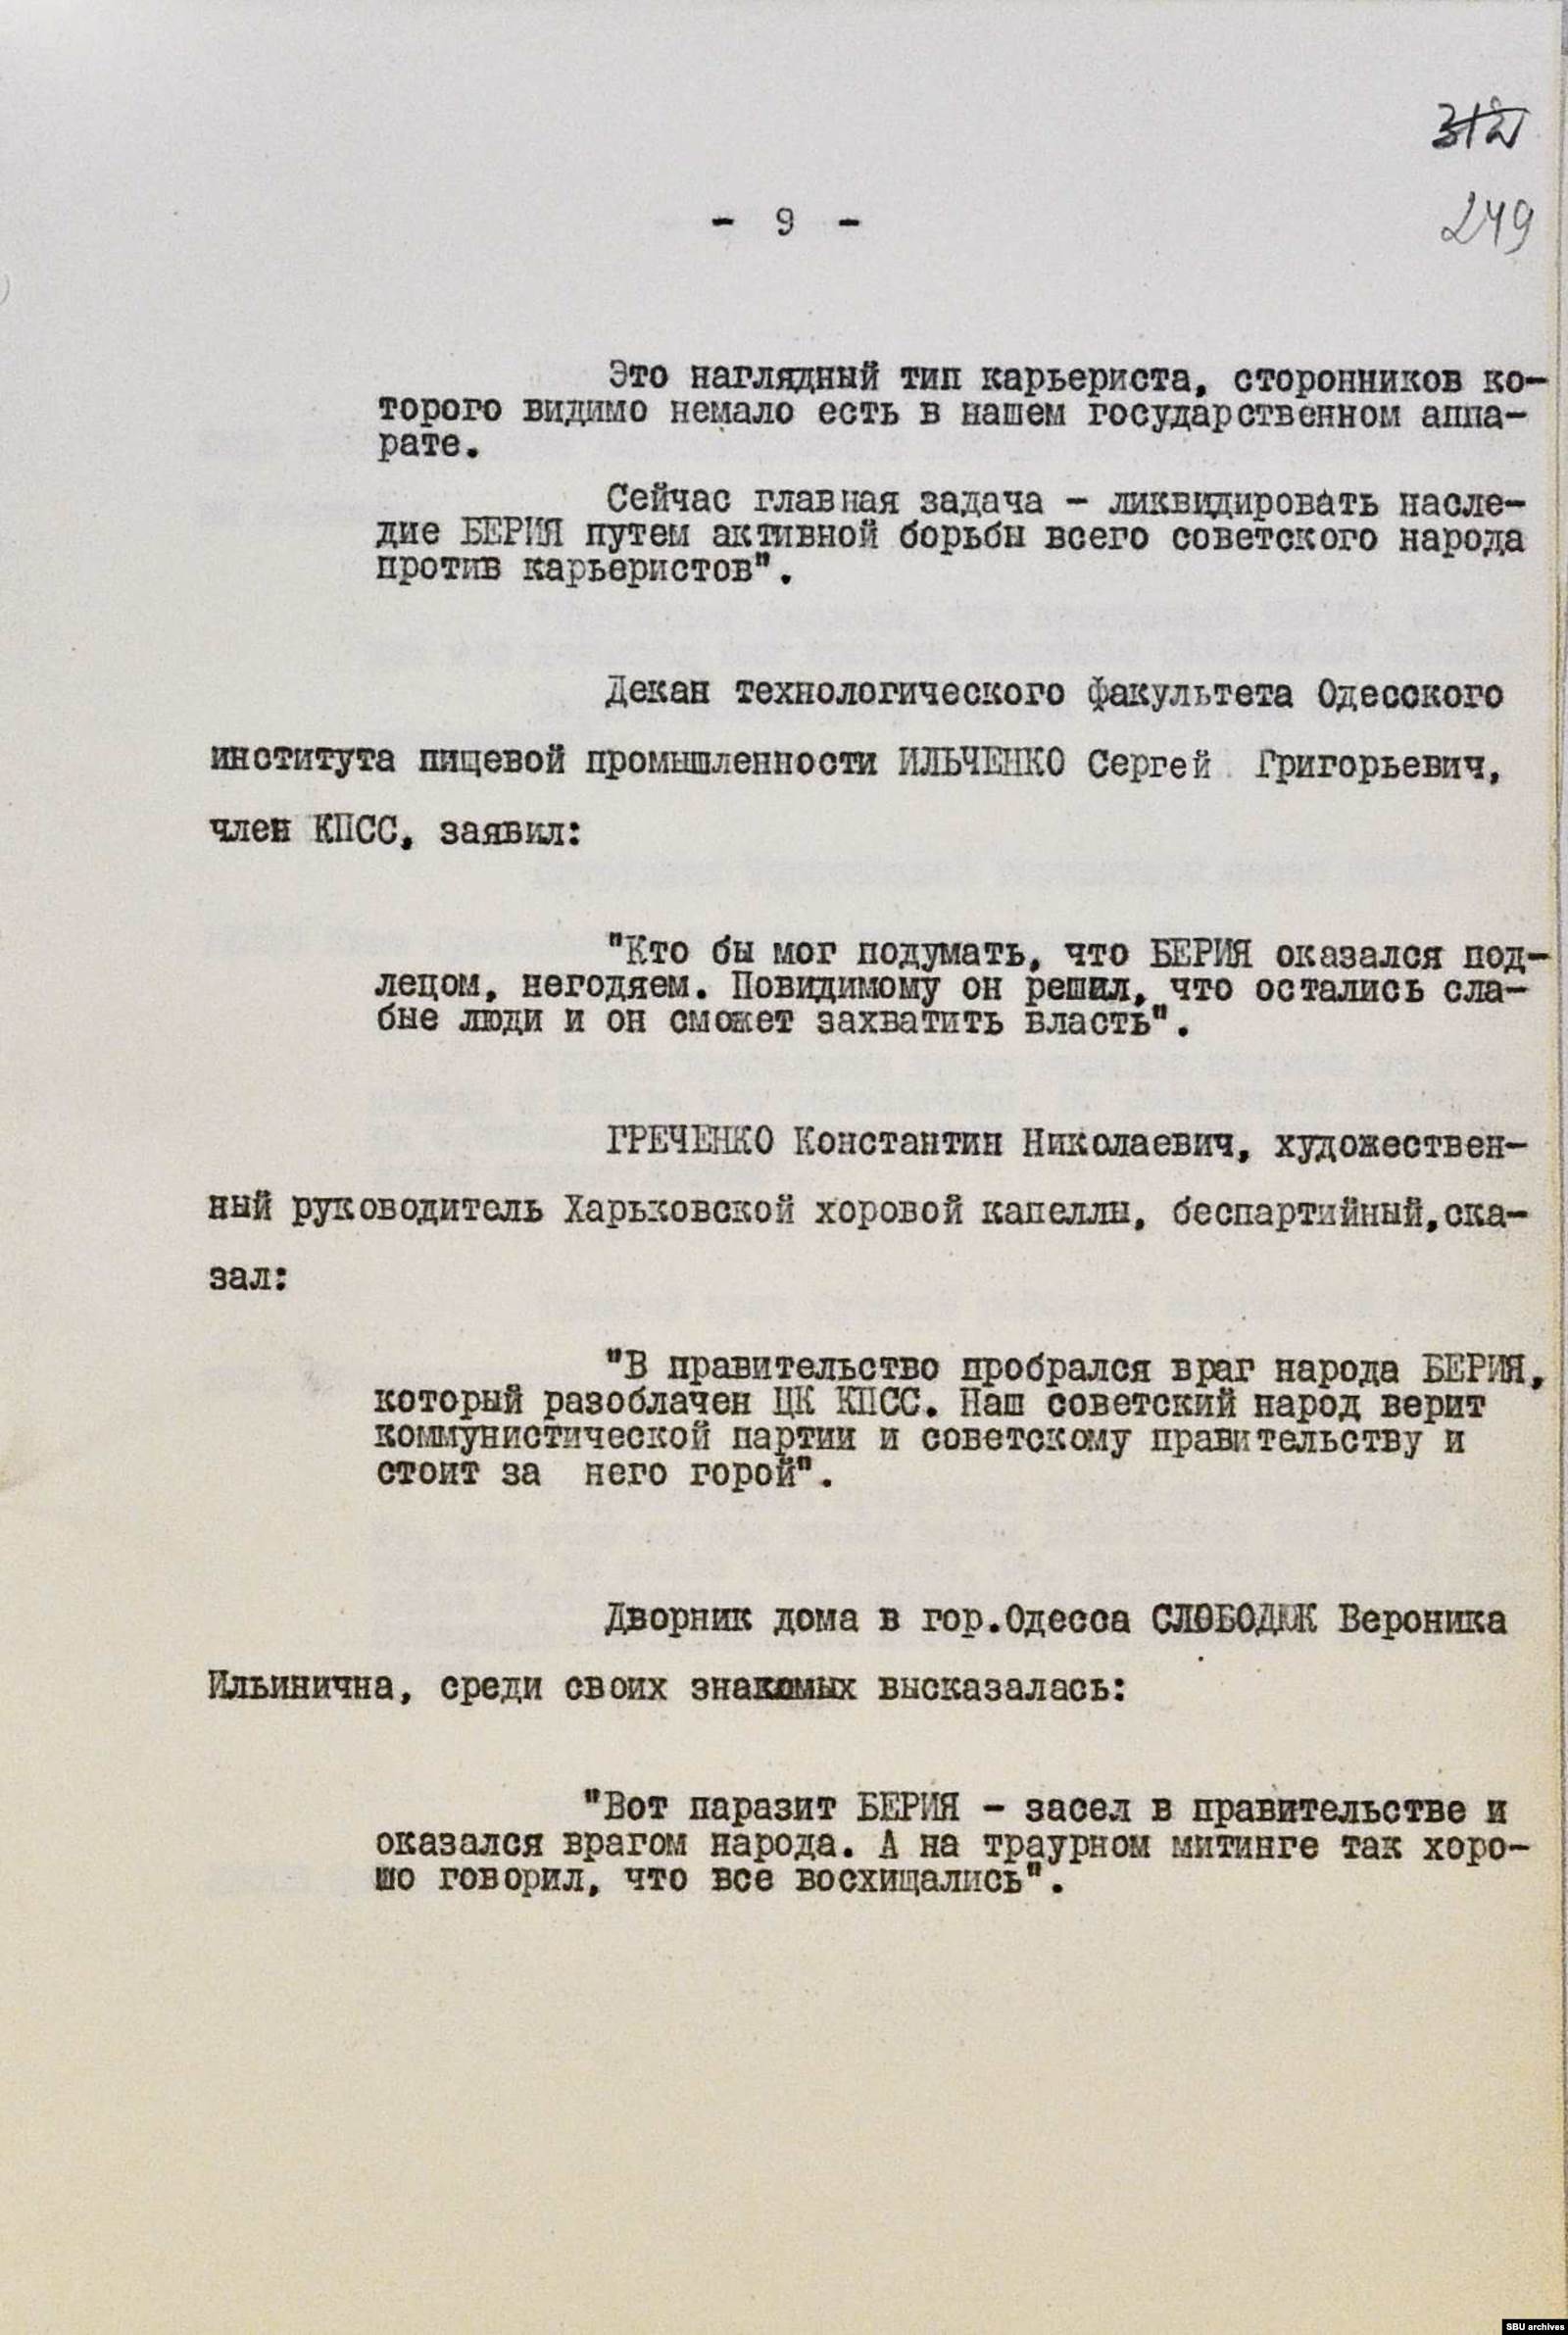 312
249
- 9 -
Это наглядный тип карьериста, сторонников ко-
торого видимо немало есть в нашем государственном аппа-
рате.
Сейчас главная задача - ликвидировать насле-
дие БЕРИЯ путем активной борьбы всего советского народа
против карьеристов".
Декан технологического факультета Одесского
института пищевой промышленности ИЛЬЧЕНКО Сергей Григорьевич,
член КПСС, заявил:
"Кто бы мог подумать, что БЕРИЯ оказался под-
лецом, негодяем. Повидимому он решил, что остались сла-
бые люди и он сможет захватить власть".
ГРЕЧЕНКО Константин Николаевич, художествен-
ный руководитель Харьковской хоровой капеллы, беспартийный, ска-
зал:
"В правительство пробрался враг народа БЕРИЯ,
который разоблачен ЦК КПСС. Наш советский народ верит
коммунистической партии и советскому правительству и
стоит за него горой".
Дворник дома в гор.Одесса СЛОБОДЮК Вероника
Ильинична, среди своих знакомых высказалась:
"Вот паразит БЕРИЯ - засел в правительстве и
оказался врагом народа. А на траурном митинге так хоро-
шо говорил, что все восхищались".
SBU archives